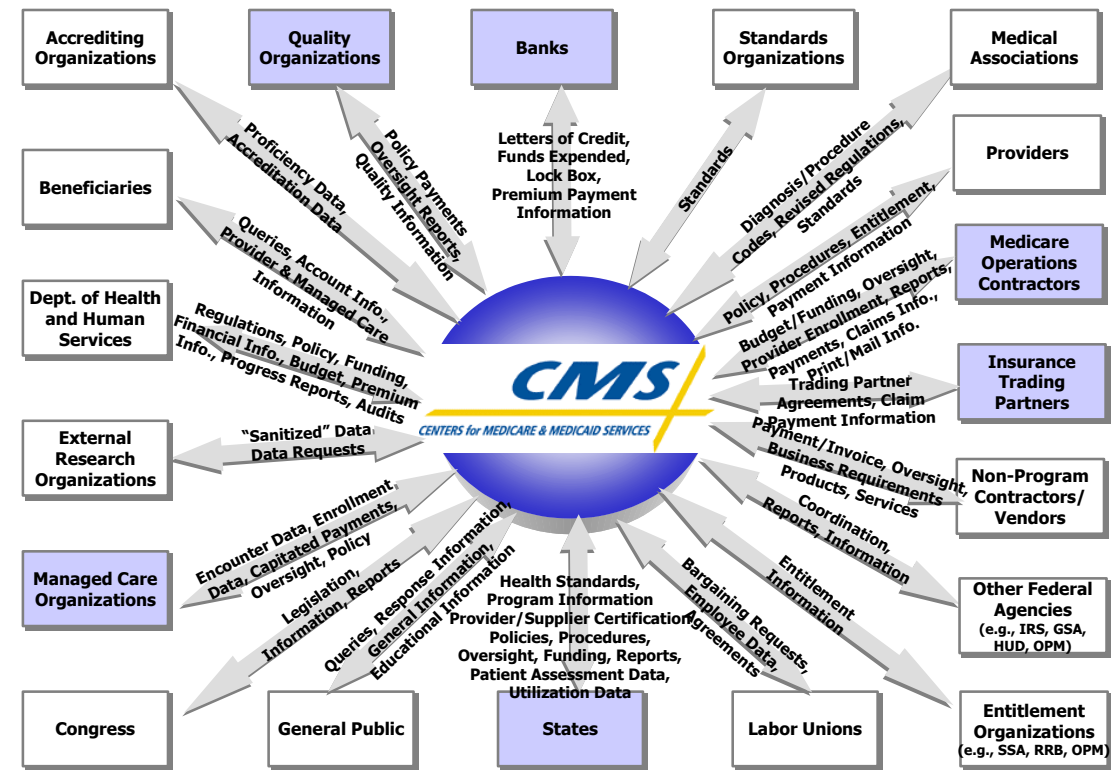 Accrediting
Organizations
Quality
Organizations
Banks
Standards
Organizations
Medical
Associations
Beneficiaries
Providers
Dept. of Health
and Human
Services
Medicare
Operations
Contractors
External
Research
Organizations
Insurance
Trading
Partners
Managed Care
Organizations
Non-Program
Contractors/
Vendors
Other Federal
Agencies
(e.g., IRS, GSA,
HUD, OPM)
Congress
General Public
States
Labor Unions
Entitlement
Organizations
(e.g., SSA, RRB, OPM)
Proficiency Data,
Accreditation Data
Policy Payments
Oversight Reports,
Quality Information
Letters of Credit,
Funds Expended,
Lock Box,
Premium Payment
Information
Standards
Diagnosis/Procedure
Codes, Revised Regulations,
Standards
Queries, Account Info.,
Provider & Managed Care
Information
Policy, Procedures, Entitlement,
Payment Information
Regulations, Policy, Funding,
Financial Info., Budget, Premium
Info., Progress Reports, Audits
Budget/Funding, Oversight,
Provider Enrollment, Reports,
Payments, Claims Info.,
Print/Mail Info.
CMS
CENTERS for MEDICARE & MEDICAID SERVICES
Trading Partner
Agreements, Claim
Payment Information
"Sanitized" Data
Data Requests
Payment/Invoice, Oversight,
Business Requirements
Products, Services
Encounter Data, Enrollment
Data, Capitated Payments,
Oversight, Policy
Coordination,
Reports, Information
Legislation,
Information, Reports
Queries, Response Information,
General Information,
Educational Information
Health Standards,
Program Information
Provider/Supplier Certification
Policies, Procedures,
Oversight, Funding, Reports,
Patient Assessment Data,
Utilization Data
Bargaining Requests,
Employee Data,
Agreements
Entitlement
Information